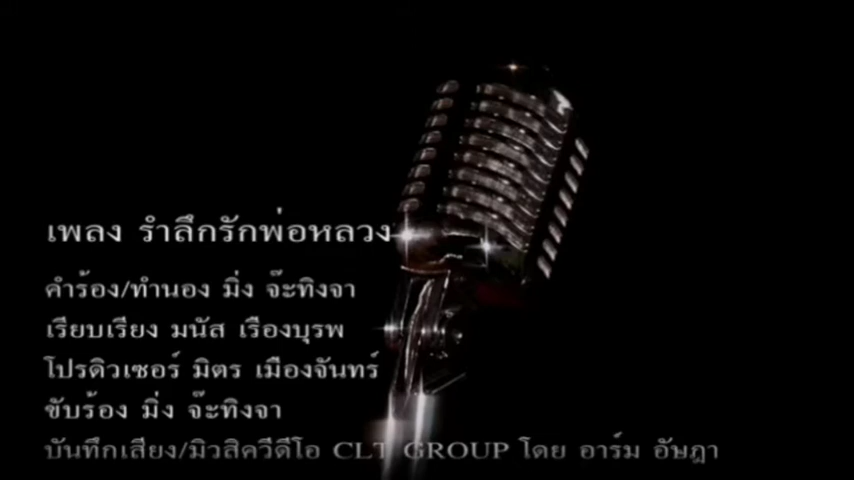 เพลง รำลึกรักพ่อหลวง
คำร้อง/ทำนอง มิ่ง จ๊ะทิงจา
เรียบเรียง มนัส เรืองบุรพ
โปรดิวเซอร์ มิตร เมืองจันทร์
ขับร้อง มิ่ง จ๊ะทิงจา
บันทึกเสียง/มิวสิควีดีโอ CLT GROUP โดย อาร์ม อัษฎา